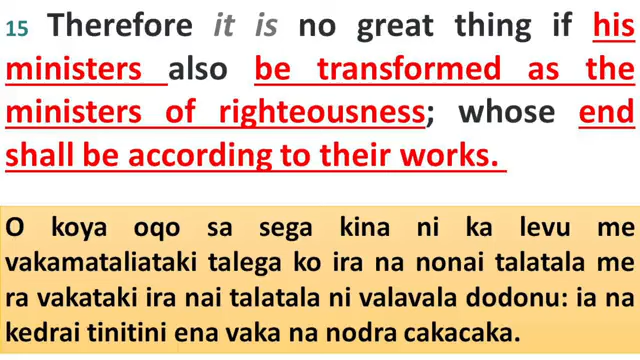 15 Therefore it is no great thing if his
ministers also be transformed as the
ministers of righteousness; whose end
shall be according to their works.
O koya oqo sa sega kina ni ka levu me
vakamataliataki talega ko ira na nonai talatala me
ra vakataki ira nai talatala ni valavala dodonu: ia na
kedrai tinitini ena vaka na nodra cakacaka.